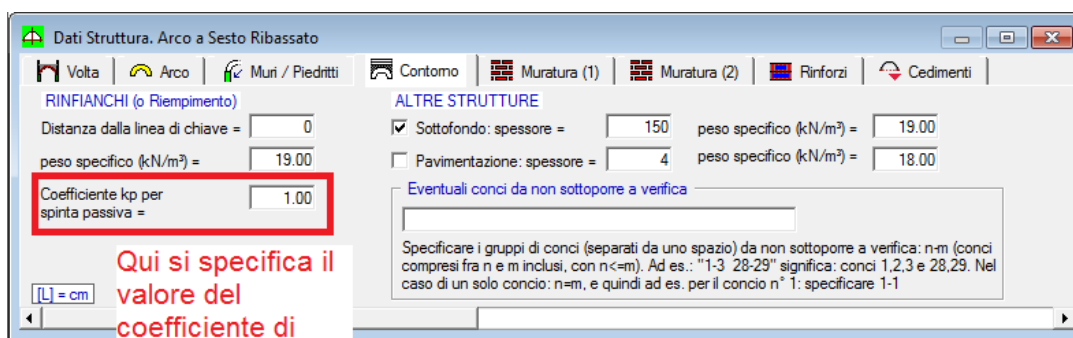 Dati Struttura. Arco a Sesto Ribassato
Volta Arco Muri / Piedritti Contorno Muratura (1) Muratura (2) Rinforzi Cedimenti
RINFIANCHI (o Riempimento)
Distanza dalla linea di chiave = 0
peso specifico (kN/m³) = 19.00
Coefficiente kp per
spinta passiva = 1.00
Qui si specifica il
valore del
coefficiente di
[L] = cm
ALTRE STRUTTURE
Sottofondo: spessore = 150 peso specifico (kN/m³) = 19.00
Pavimentazione: spessore = 4 peso specifico (kN/m³) = 18.00
Eventuali conci da non sottoporre a verifica
Specificare i gruppi di conci (separati da uno spazio) da non sottoporre a verifica: n-m (conci
compresi fra n e m inclusi, con n<=m). Ad es.: "1-3 28-29" significa: conci 1,2,3 e 28,29. Nel
caso di un solo concio: n=m, e quindi ad es. per il concio n° 1: specificare 1-1